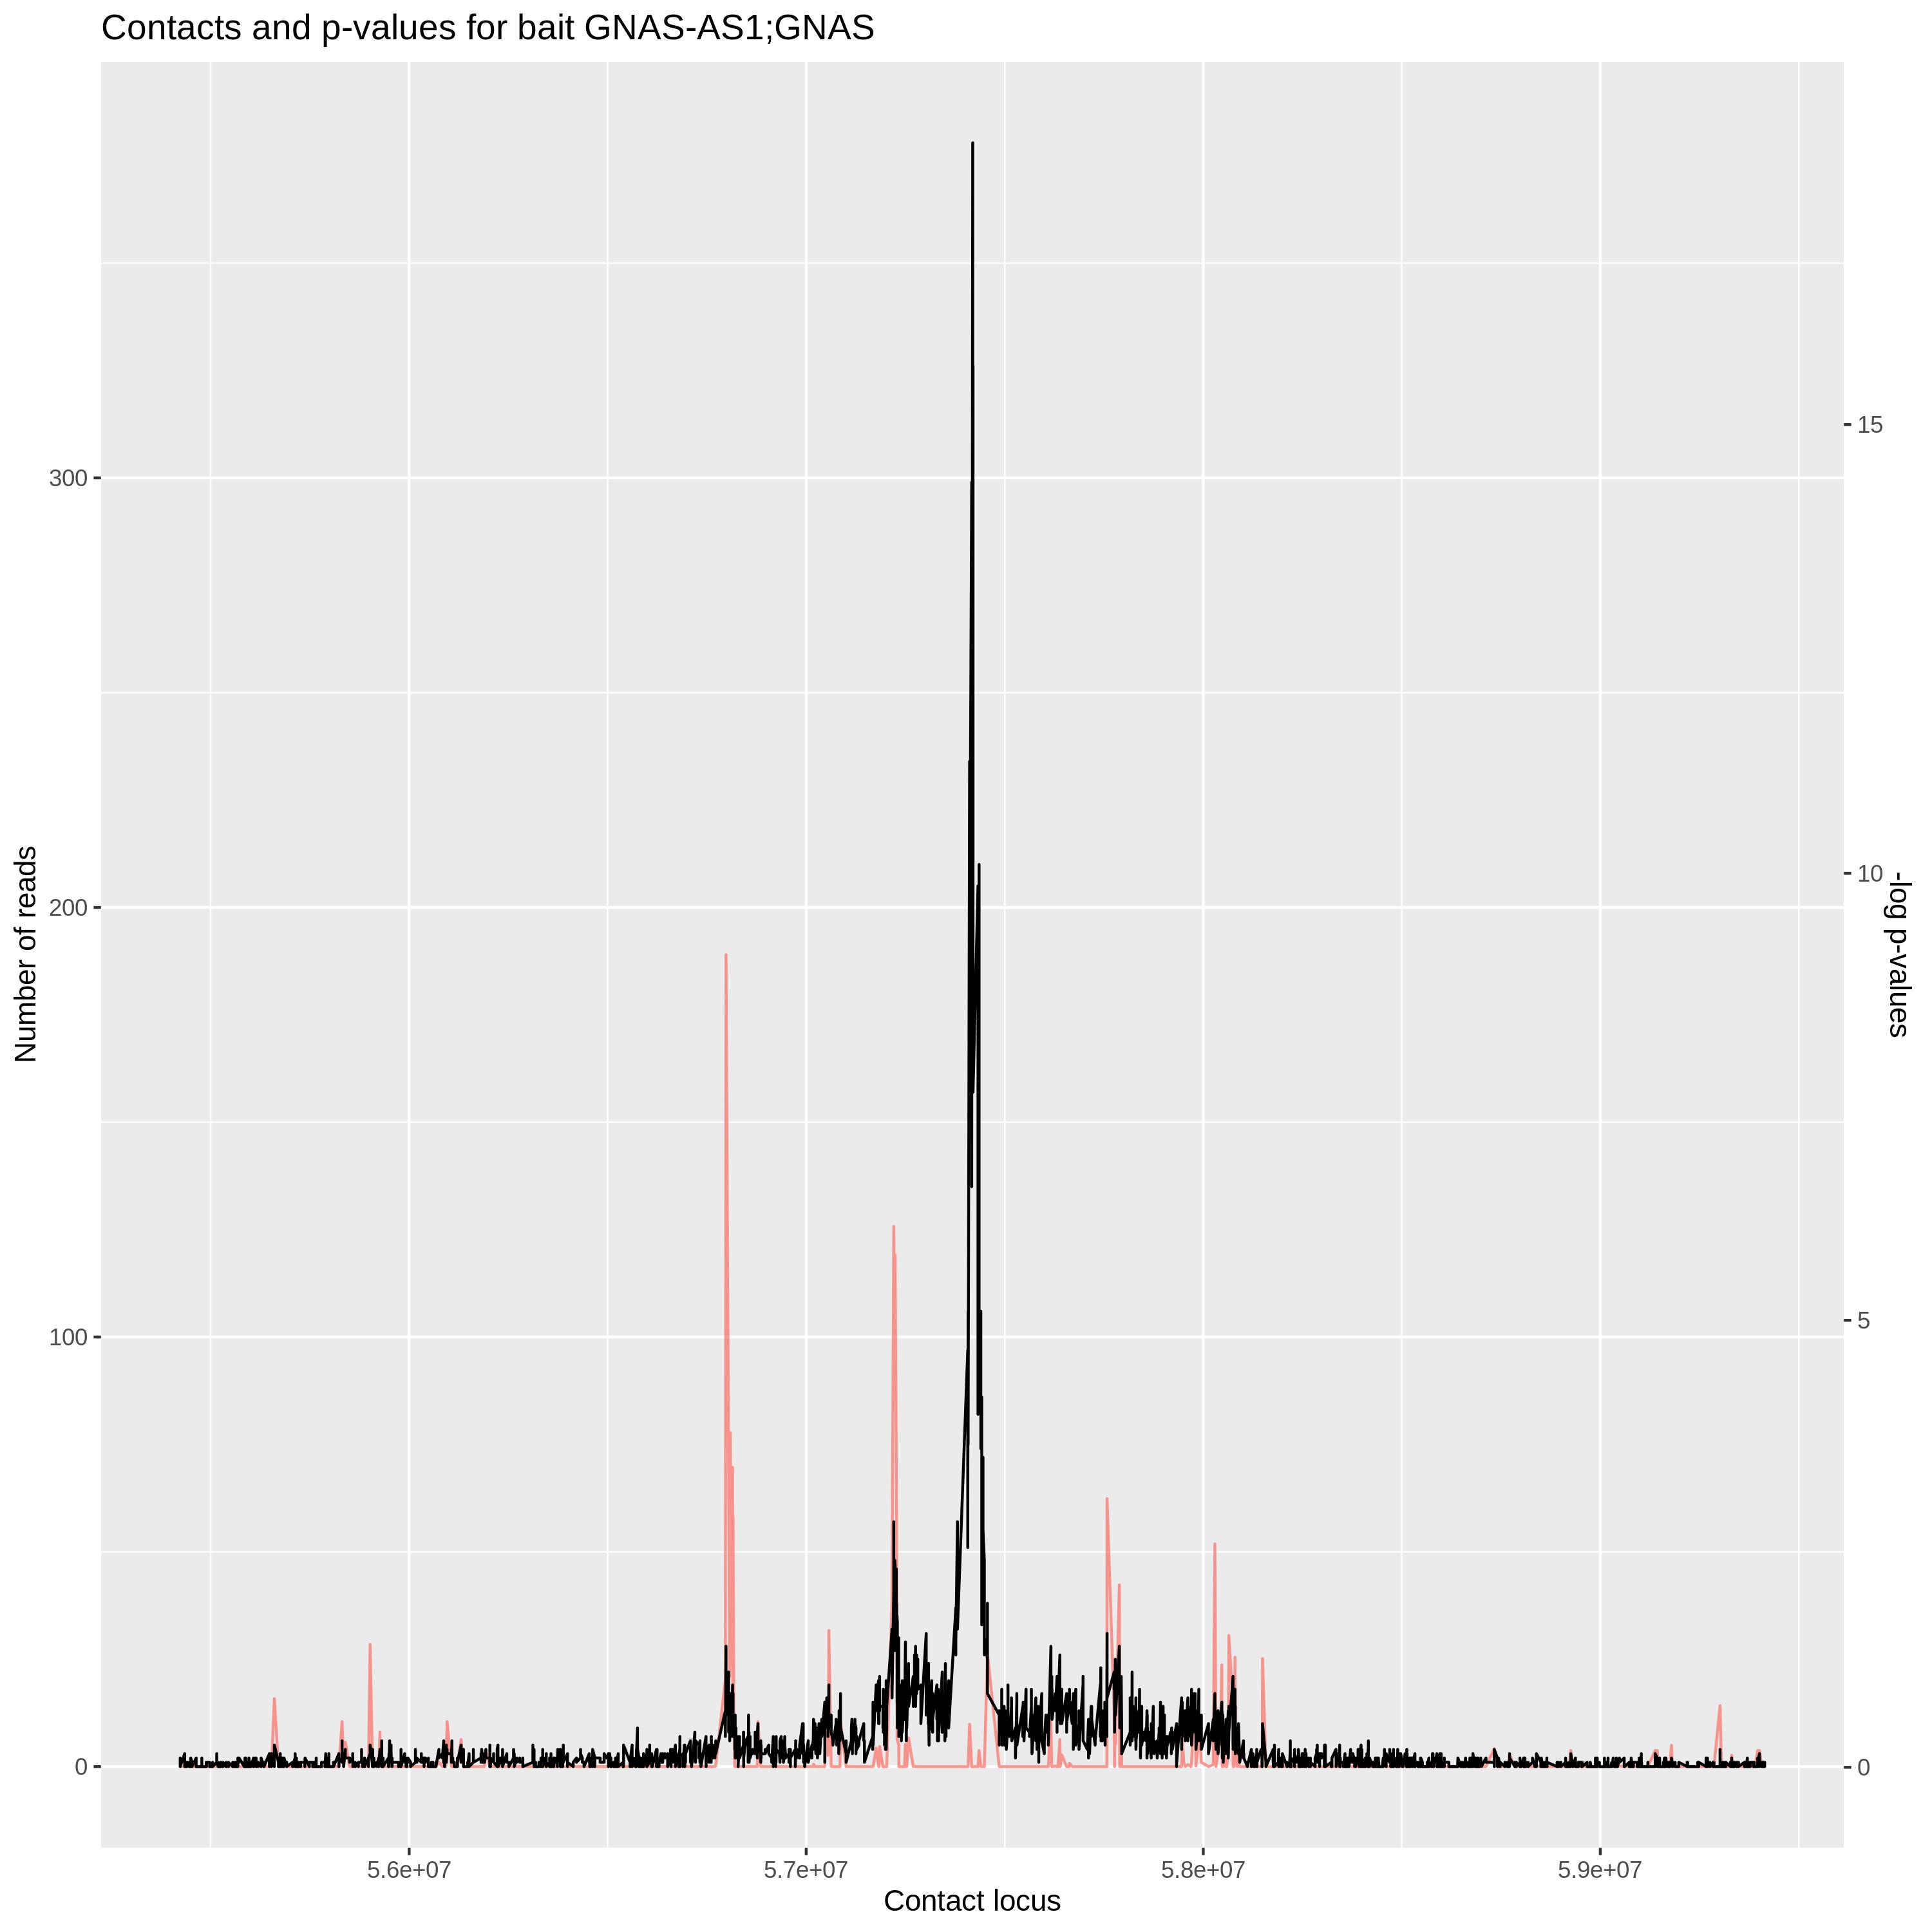 Contacts and p-values for bait GNAS-AS1;GNAS
Number of reads
300
200
100
0
15
10
5
0
-log p-values
5.6e+07
5.7e+07
5.8e+07
5.9e+07
Contact locus